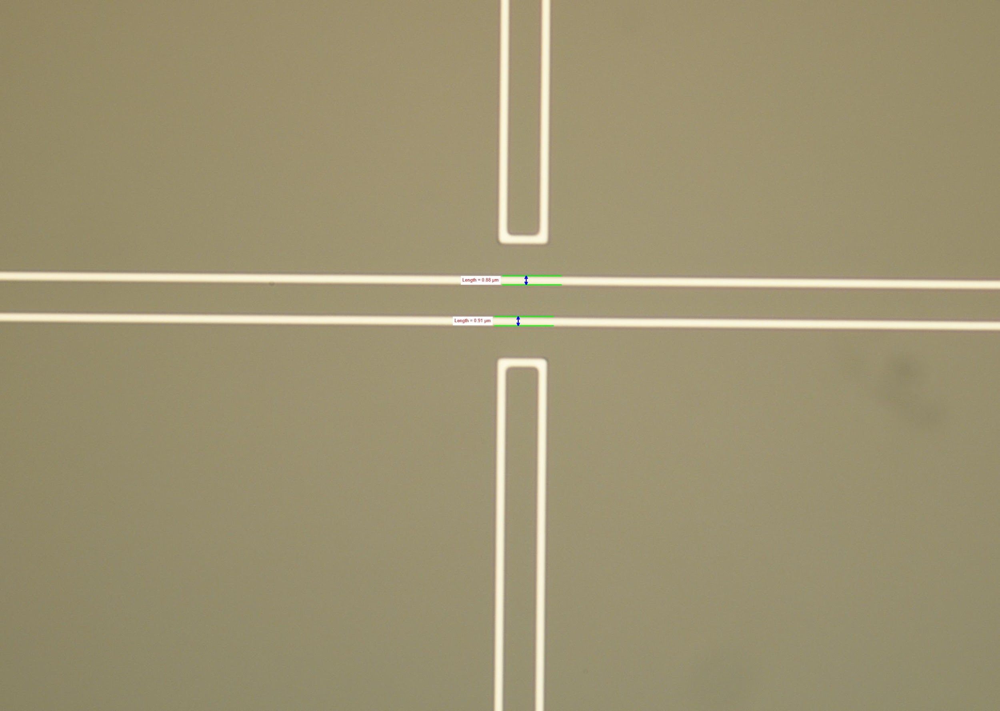 Length = 0.88 µm
Length = 0.91 µm